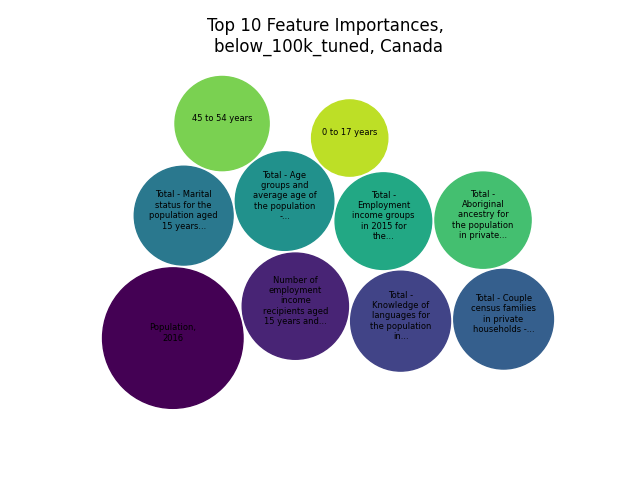 Top 10 Feature Importances,
below_100k_tuned, Canada
45 to 54 years
0 to 17 years
Total - Marital
status for the
population aged
15 years...
Total - Age
groups and
average age of
the population
-...
Total -
Employment
income groups
in 2015 for
the...
Total -
Aboriginal
ancestry for
the population
in private...
Population,
2016
Number of
employment
income
recipients aged
15 years and...
Total -
Knowledge of
languages for
the population
in...
Total - Couple
census families
in private
households -...